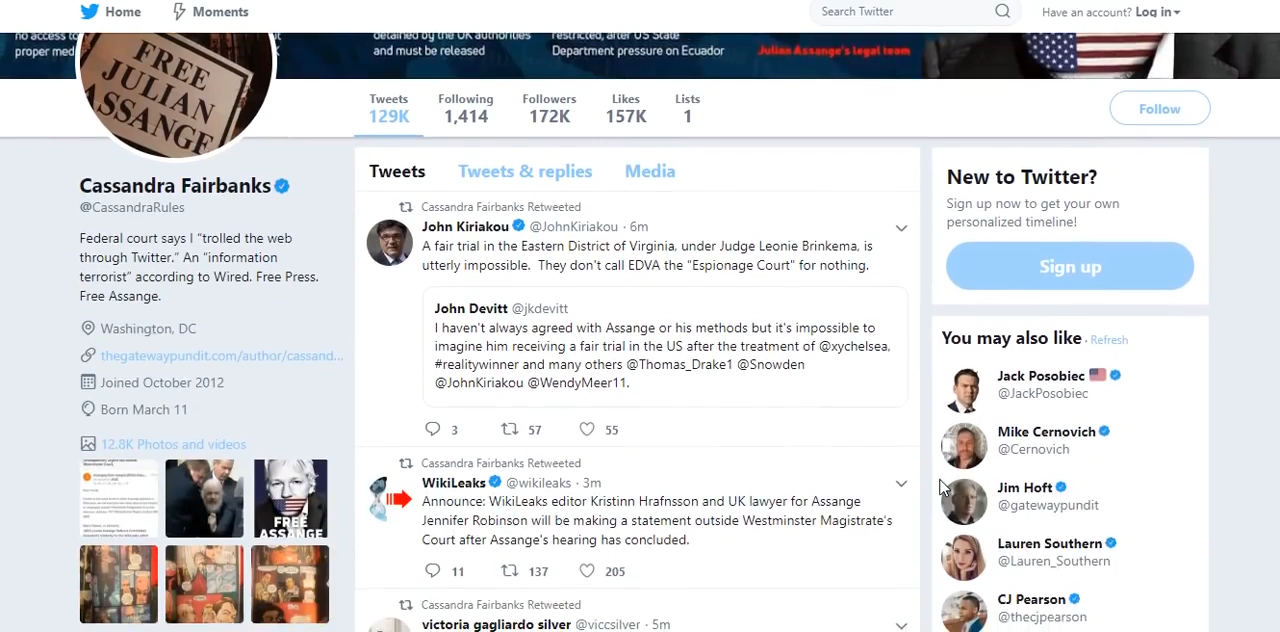 Home
Moments
Search Twitter
Have an account? Log in
no access to
proper med
detained by the UK authorities
and must be released
restricted, after US State
Department pressure on Ecuador
Julian Assange's legal team
FREE
JULIAN
ASSANGE
Tweets
129K
Following
1,414
Followers
172K
Likes
157K
Lists
1
Follow
Cassandra Fairbanks
@CassandraRules
Federal court says I "trolled the web
through Twitter." An "information
terrorist" according to Wired. Free Press.
Free Assange.
Washington, DC
thegatewaypundit.com/author/cassand...
Joined October 2012
Born March 11
12.8K Photos and videos
FREE
ASSANGE
Tweets
Tweets & replies
Media
Cassandra Fairbanks Retweeted
John Kiriakou @JohnKiriakou · 6m
A fair trial in the Eastern District of Virginia, under Judge Leonie Brinkema, is
utterly impossible. They don't call EDVA the "Espionage Court" for nothing.
John Devitt @jkdevitt
I haven't always agreed with Assange or his methods but it's impossible to
imagine him receiving a fair trial in the US after the treatment of @xychelsea,
#realitywinner and many others @Thomas_Drake1 @Snowden
@JohnKiriakou @WendyMeer11.
3
57
55
Cassandra Fairbanks Retweeted
WikiLeaks @wikileaks · 3m
Announce: WikiLeaks editor Kristinn Hrafnsson and UK lawyer for Assange
Jennifer Robinson will be making a statement outside Westminster Magistrate's
Court after Assange's hearing has concluded.
11
137
205
Cassandra Fairbanks Retweeted
victoria gagliardo silver @viccsilver · 5m
New to Twitter?
Sign up now to get your own
personalized timeline!
Sign up
You may also like · Refresh
Jack Posobiec
@JackPosobiec
Mike Cernovich
@Cernovich
Jim Hoft
@gatewaypundit
Lauren Southern
@Lauren_Southern
CJ Pearson
@thecjpearson